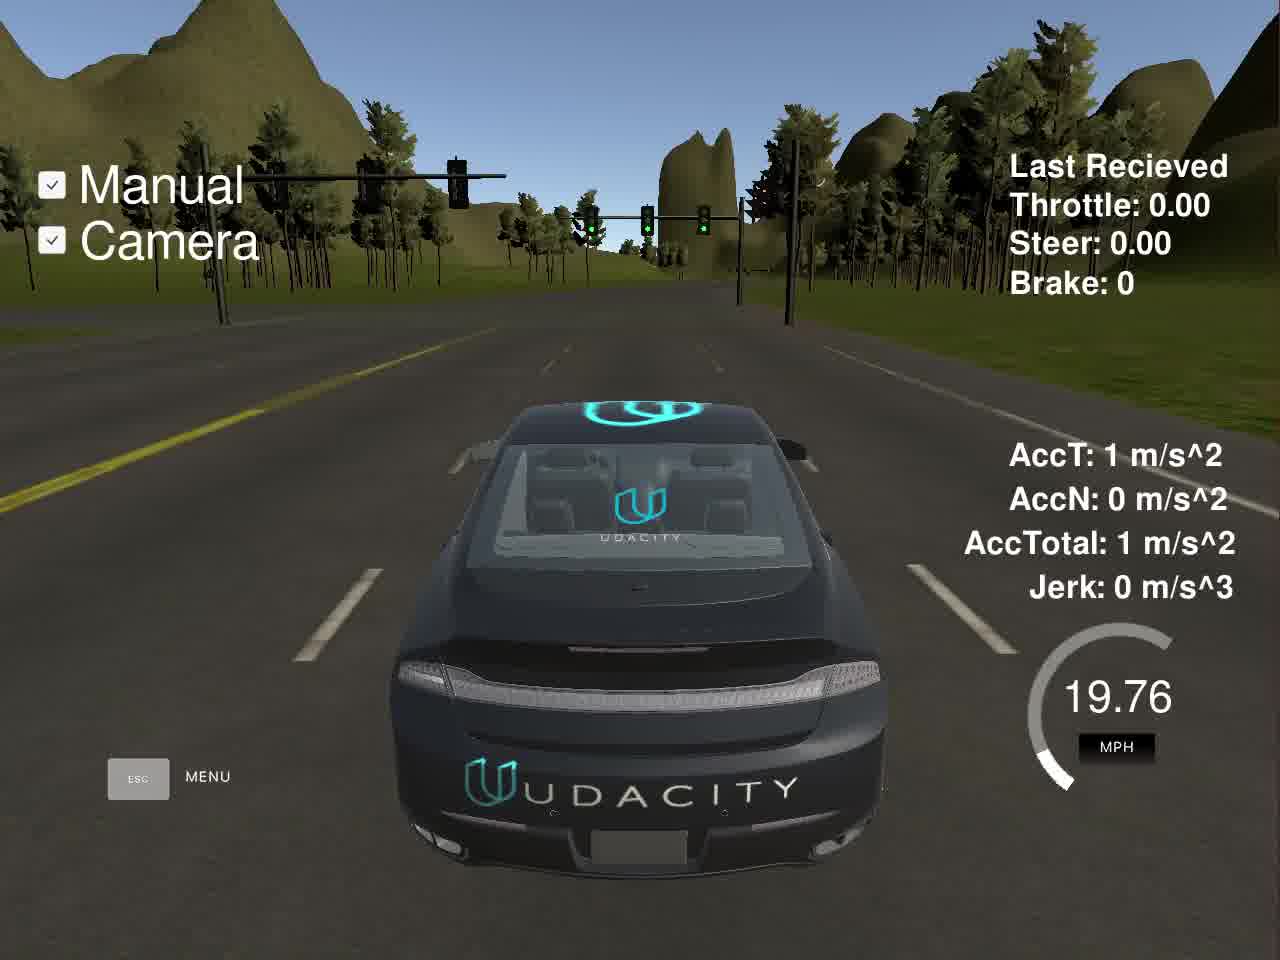 Manual
Camera
Last Recieved
Throttle: 0.00
Steer: 0.00
Brake: 0
AccT: 1 m/s^2
AccN: 0 m/s^2
AccTotal: 1 m/s^2
Jerk: 0 m/s^3
UDACITY
19.76
MPH
ESC MENU
UDACITY